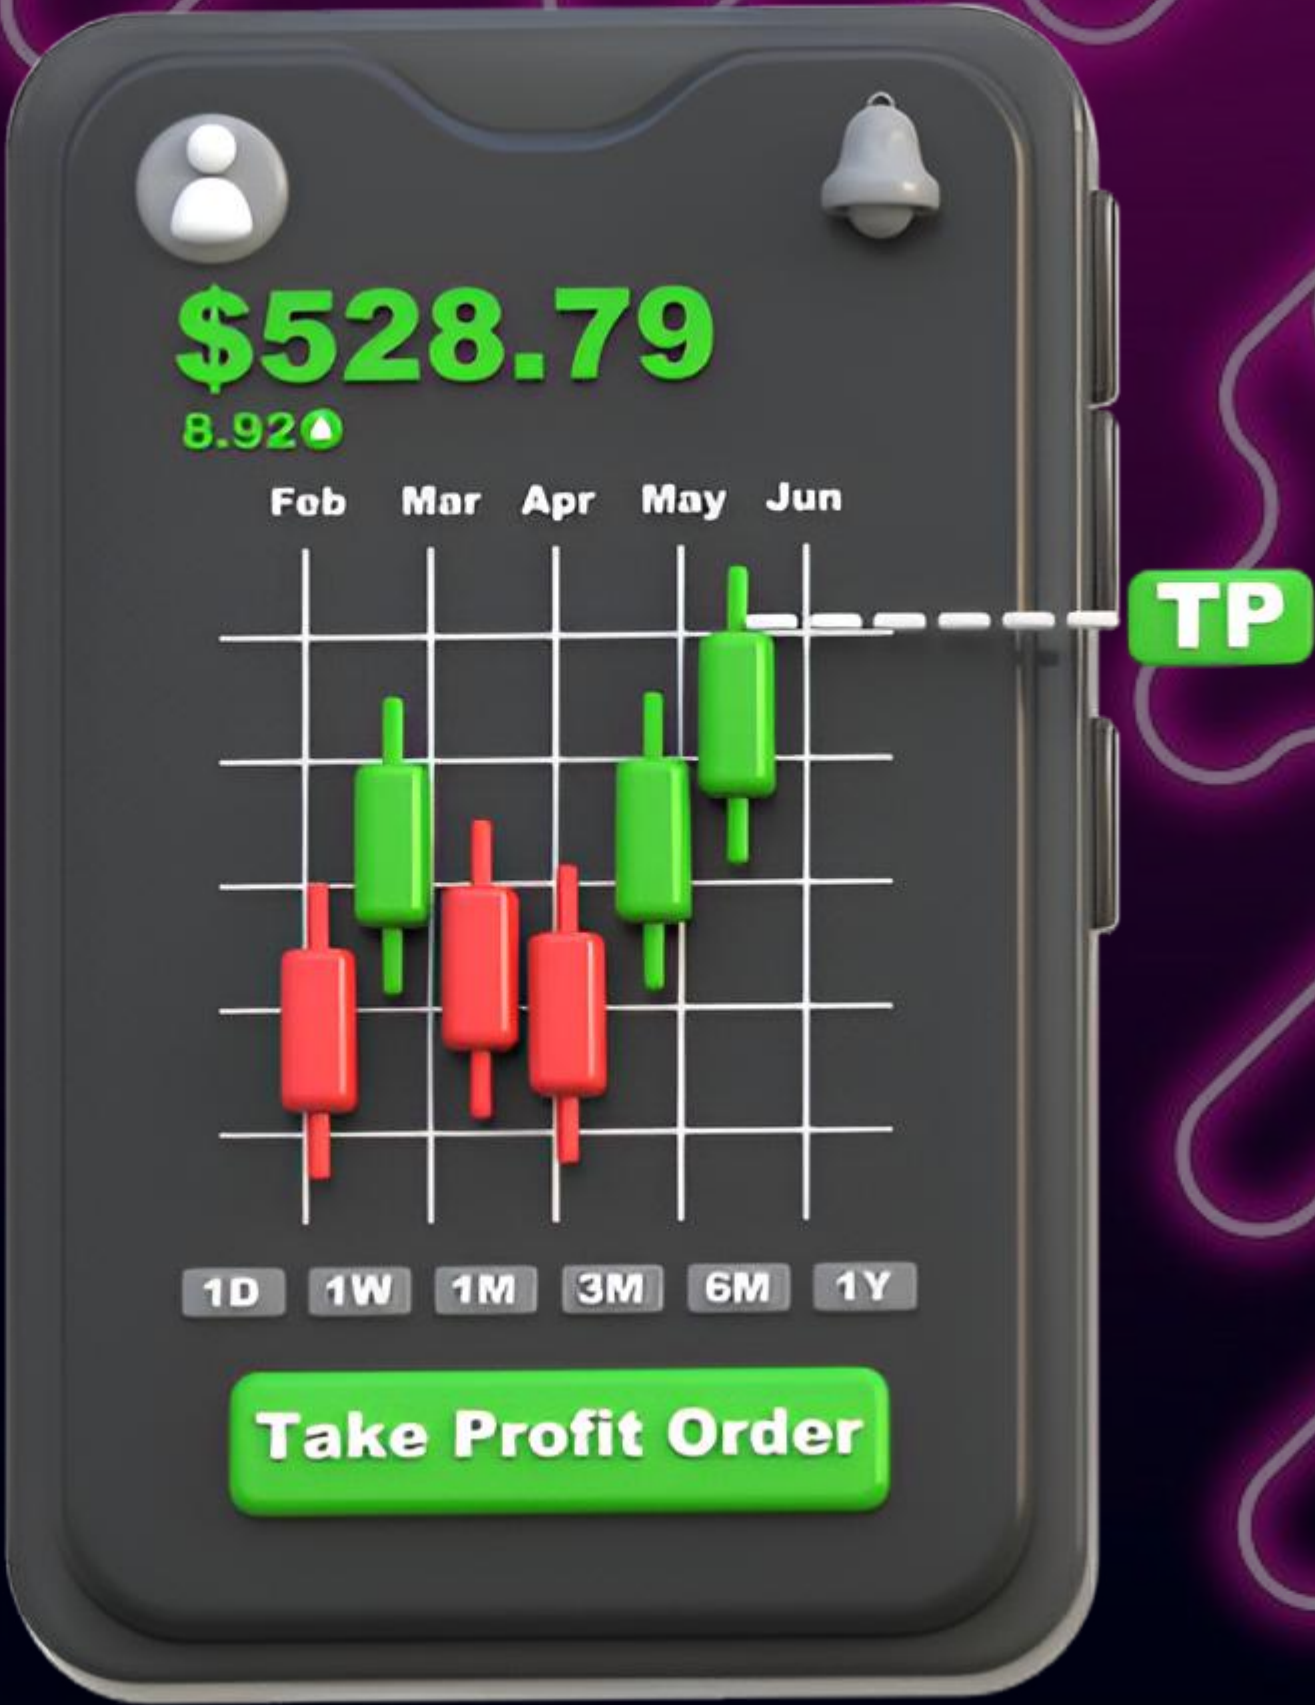 $528.79
8.92
Feb Mar Apr May Jun
TP
1D 1W 1M 3M 6M 1Y
Take Profit Order